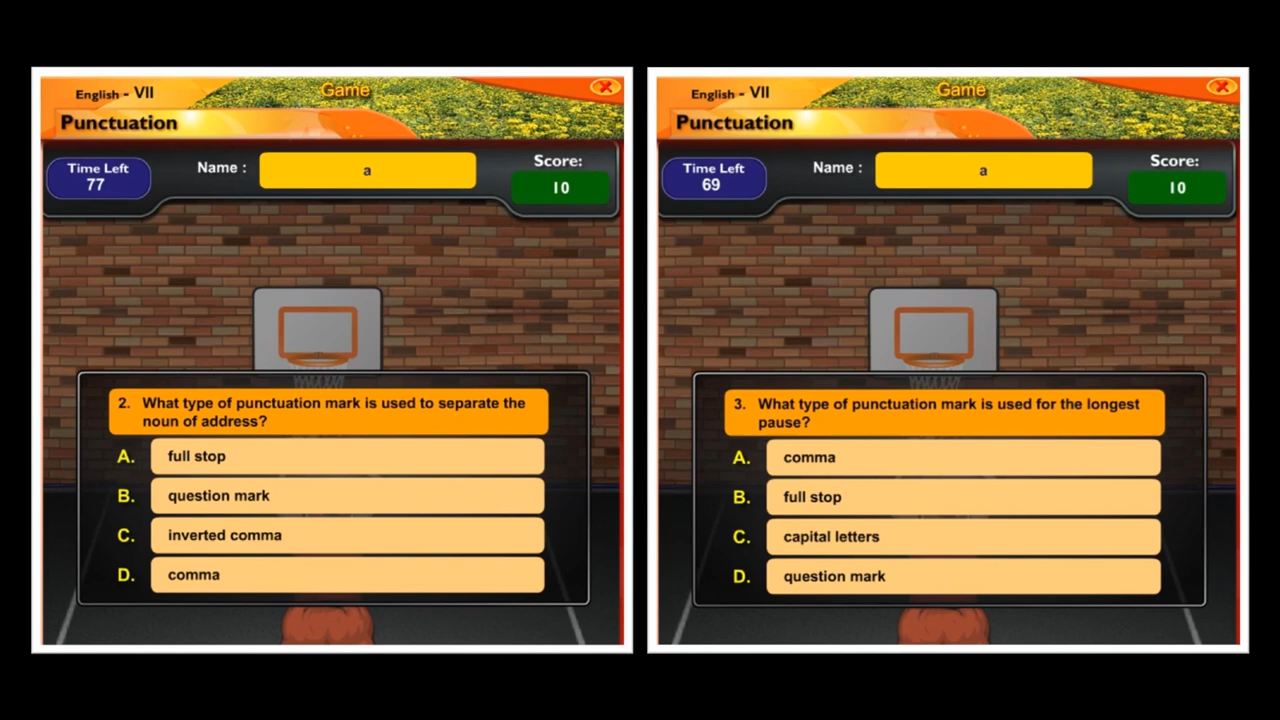 English - VII
Game
Punctuation
Time Left
77
Name :
a
Score:
10
2. What type of punctuation mark is used to separate the
noun of address?
A. full stop
B. question mark
C. inverted comma
D. comma
English - VII
Game
Punctuation
Time Left
69
Name :
a
Score:
10
3. What type of punctuation mark is used for the longest
pause?
A. comma
B. full stop
C. capital letters
D. question mark